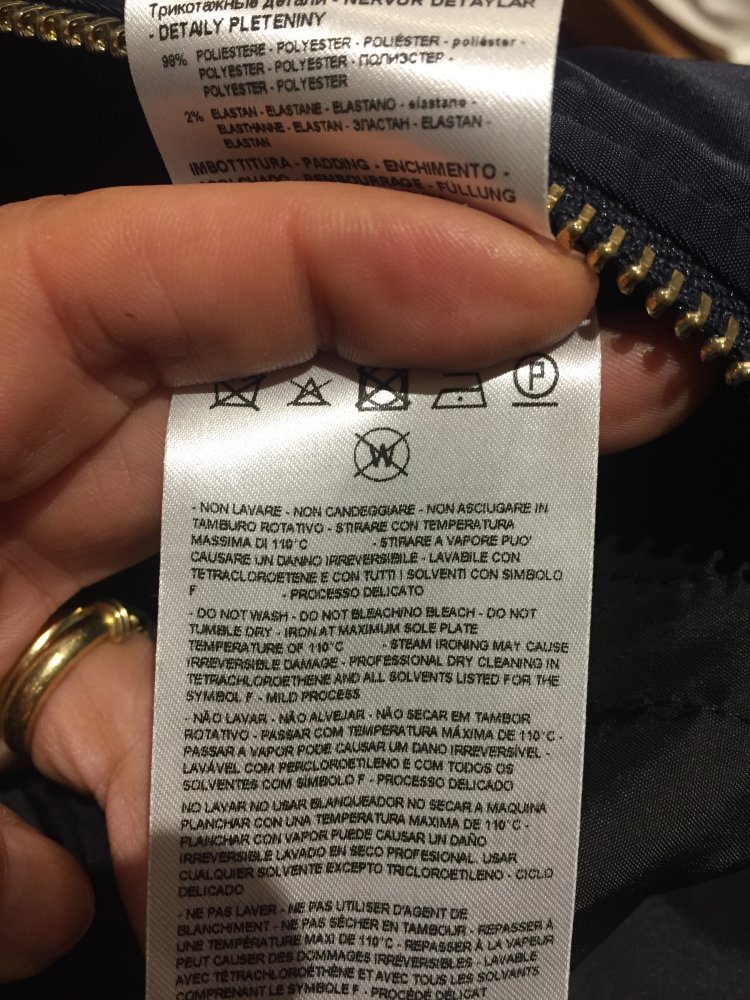 Трикотажные детали - NERVÜR DETAYLAR
- DETAILY PLETENINY
98% POLIESTERE - POLYESTER - POLIÉSTER - poliéster -
POLYESTER - POLYESTER - ПОЛИЭСТЕР -
POLYESTER - POLYESTER
2% ELASTAN - ELASTANE - ELASTANO - elastano -
ELASTHANNE - ELASTAN - ЭЛАСТАН - ELASTAN -
ELASTAN
IMBOTTITURA - PADDING - ENCHIMENTO -
REMBOURRAGE - FÜLLUNG
P
W
- NON LAVARE - NON CANDEGGIARE - NON ASCIUGARE IN
TAMBURO ROTATIVO - STIRARE CON TEMPERATURA
MASSIMA DI 110°C - STIRARE A VAPORE PUO'
CAUSARE UN DANNO IRREVERSIBILE - LAVABILE CON
TETRACLOROETENE E CON TUTTI I SOLVENTI CON SIMBOLO
F - PROCESSO DELICATO
- DO NOT WASH - DO NOT BLEACH/NO BLEACH - DO NOT
TUMBLE DRY - IRON AT MAXIMUM SOLE PLATE
TEMPERATURE OF 110°C - STEAM IRONING MAY CAUSE
IRREVERSIBLE DAMAGE - PROFESSIONAL DRY CLEANING IN
TETRACHLOROETHENE AND ALL SOLVENTS LISTED FOR THE
SYMBOL F - MILD PROCESS
- NÃO LAVAR - NÃO ALVEJAR - NÃO SECAR EM TAMBOR
ROTATIVO - PASSAR COM TEMPERATURA MÁXIMA DE 110°C -
PASSAR A VAPOR PODE CAUSAR UM DANO IRREVERSÍVEL -
LAVÁVEL COM PERCLOROETILENO E COM TODOS OS
SOLVENTES COM SÍMBOLO F - PROCESSO DELICADO
NO LAVAR NO USAR BLANQUEADOR NO SECAR A MAQUINA
PLANCHAR CON UNA TEMPERATURA MAXIMA DE 110°C -
PLANCHAR CON VAPOR PUEDE CAUSAR UN DAÑO
IRREVERSIBLE LAVADO EN SECO PROFESIONAL. USAR
CUALQUIER SOLVENTE EXCEPTO TRICLOROETILENO - CICLO
DELICADO
- NE PAS LAVER - NE PAS UTILISER D'AGENT DE
BLANCHIMENT - NE PAS SÉCHER EN TAMBOUR - REPASSER À
UNE TEMPÉRATURE MAXI DE 110°C - REPASSER À LA VAPEUR
PEUT CAUSER DES DOMMAGES IRRÉVERSIBLES - LAVABLE
AVEC TÉTRACHLOROÉTHÈNE ET AVEC TOUS LES SOLVANTS
COMPRENANT LE SYMBOLE F - PROCÉDÉ DÉLICAT